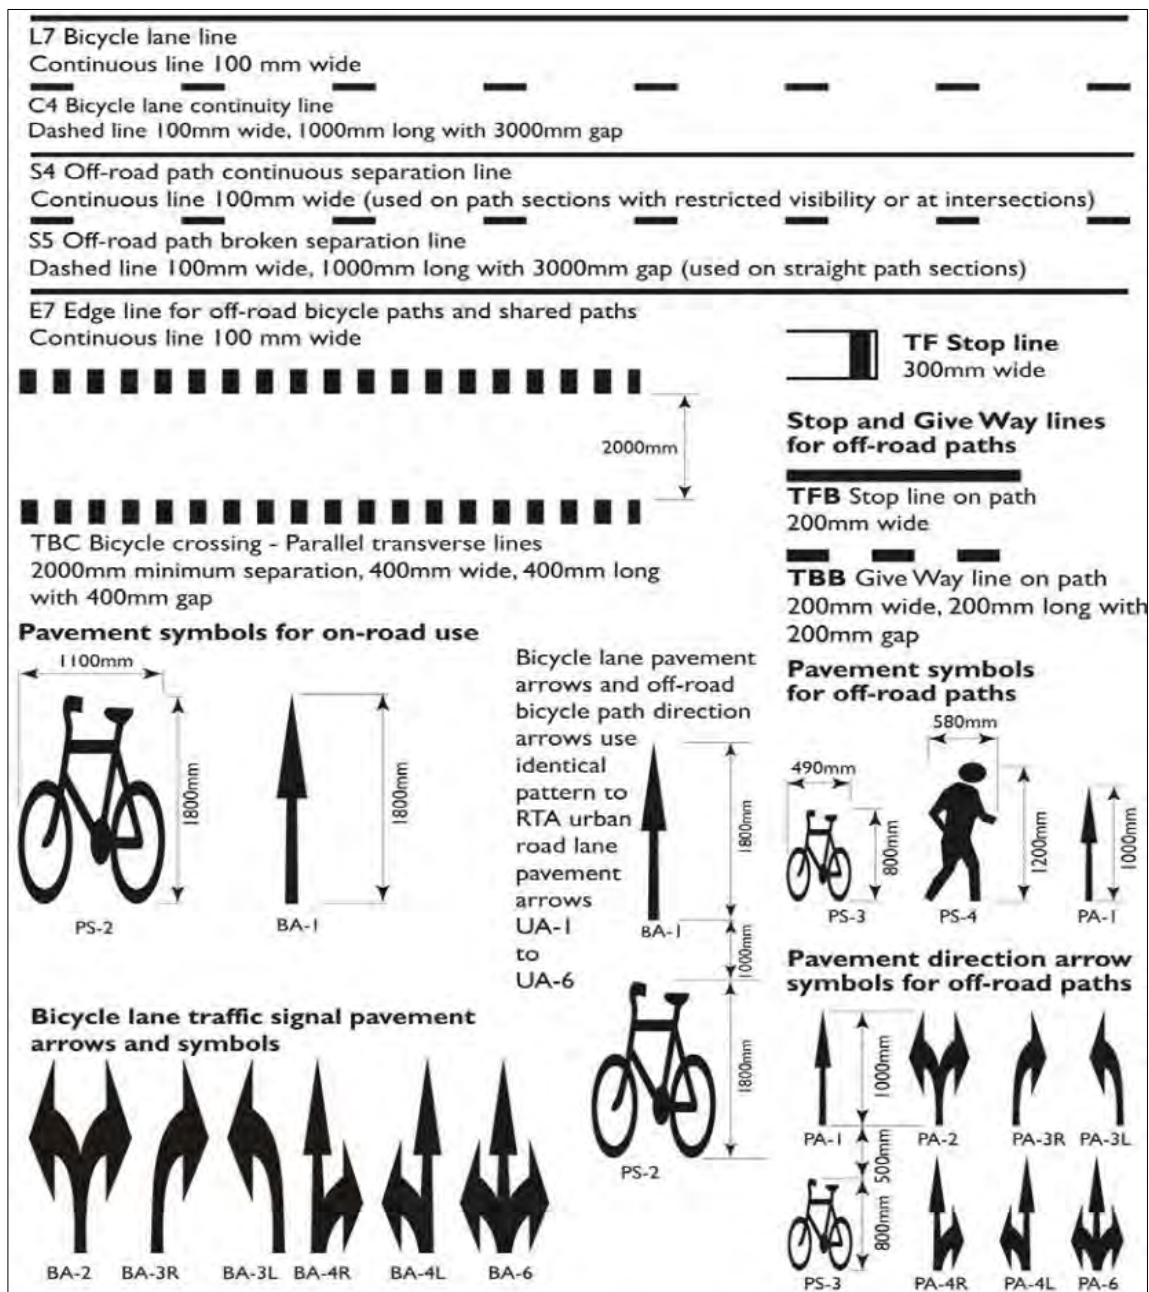 L7 Bicycle lane line
Continuous line 100 mm wide
C4 Bicycle lane continuity line
Dashed line 100mm wide, 1000mm long with 3000mm gap
S4 Off-road path continuous separation line
Continuous line 100mm wide (used on path sections with restricted visibility or at intersections)
S5 Off-road path broken separation line
Dashed line 100mm wide, 1000mm long with 3000mm gap (used on straight path sections)
E7 Edge line for off-road bicycle paths and shared paths
Continuous line 100 mm wide
TF Stop line
300mm wide
2000mm
TBC Bicycle crossing - Parallel transverse lines
2000mm minimum separation, 400mm wide, 400mm long
with 400mm gap
Stop and Give Way lines
for off-road paths
TFB Stop line on path
200mm wide
TBB Give Way line on path
200mm wide, 200mm long with
200mm gap
Pavement symbols for on-road use
1100mm
1800mm
1800mm
PS-2
BA-1
Bicycle lane pavement
arrows and off-road
bicycle path direction
arrows use
identical
pattern to
RTA urban
road lane
pavement
arrows
UA-1
to
UA-6
1800mm
BA-1
1000mm
1800mm
PS-2
Pavement symbols
for off-road paths
580mm
490mm
800mm
1200mm
1000mm
PS-3
PS-4
PA-1
Bicycle lane traffic signal pavement
arrows and symbols
BA-2
BA-3R
BA-3L
BA-4R
BA-4L
BA-6
Pavement direction arrow
symbols for off-road paths
1000mm
PA-1
PA-2
PA-3R
PA-3L
500mm
800mm
PS-3
PA-4R
PA-4L
PA-6